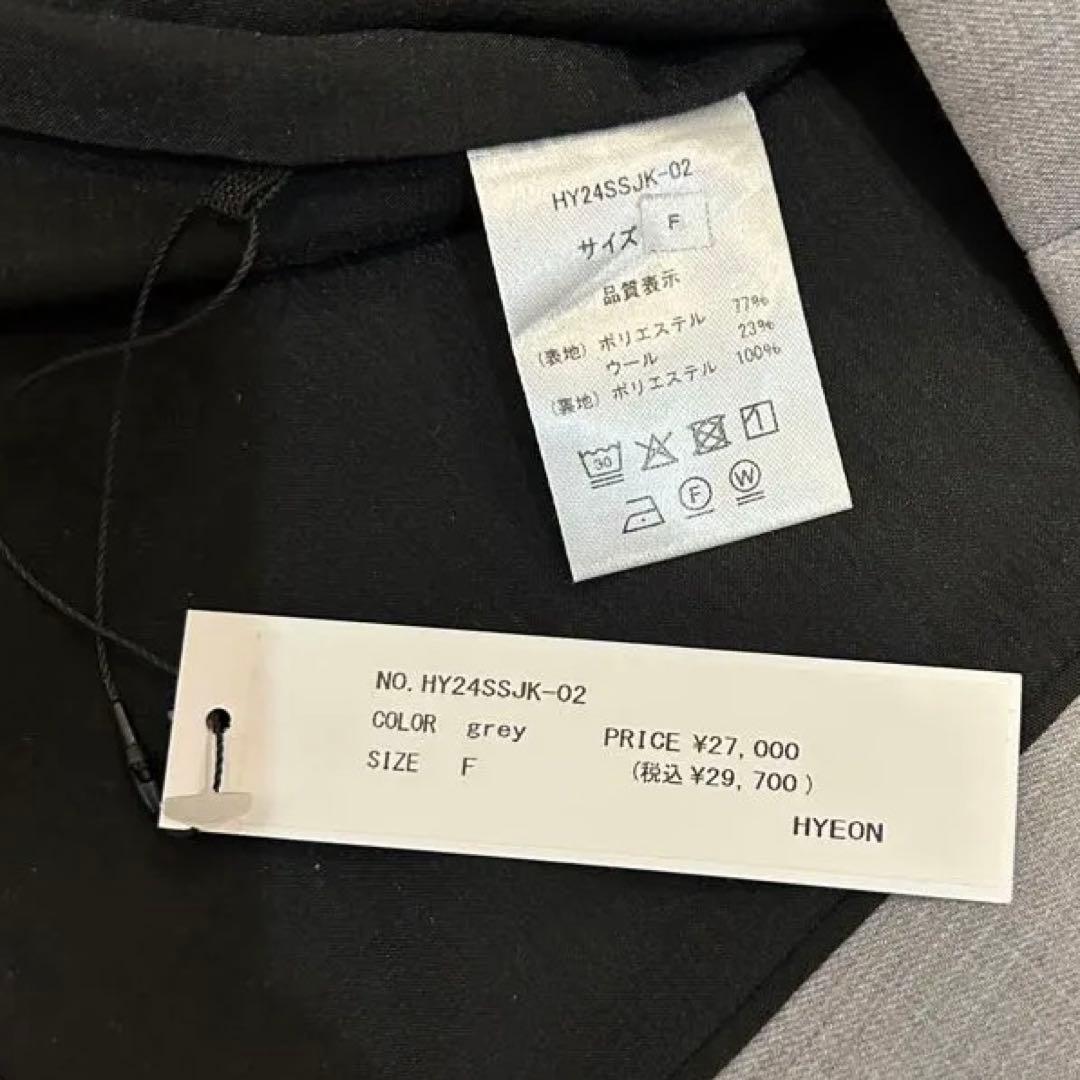 HY24SSJK-02
サイズ F
品質表示
(表地) ポリエステル 77%
ウール 23%
(裏地) ポリエステル 100%
30
F W
NO. HY24SSJK-02
COLOR grey
SIZE F
PRICE ¥27,000
(税込 ¥29,700)
HYEON